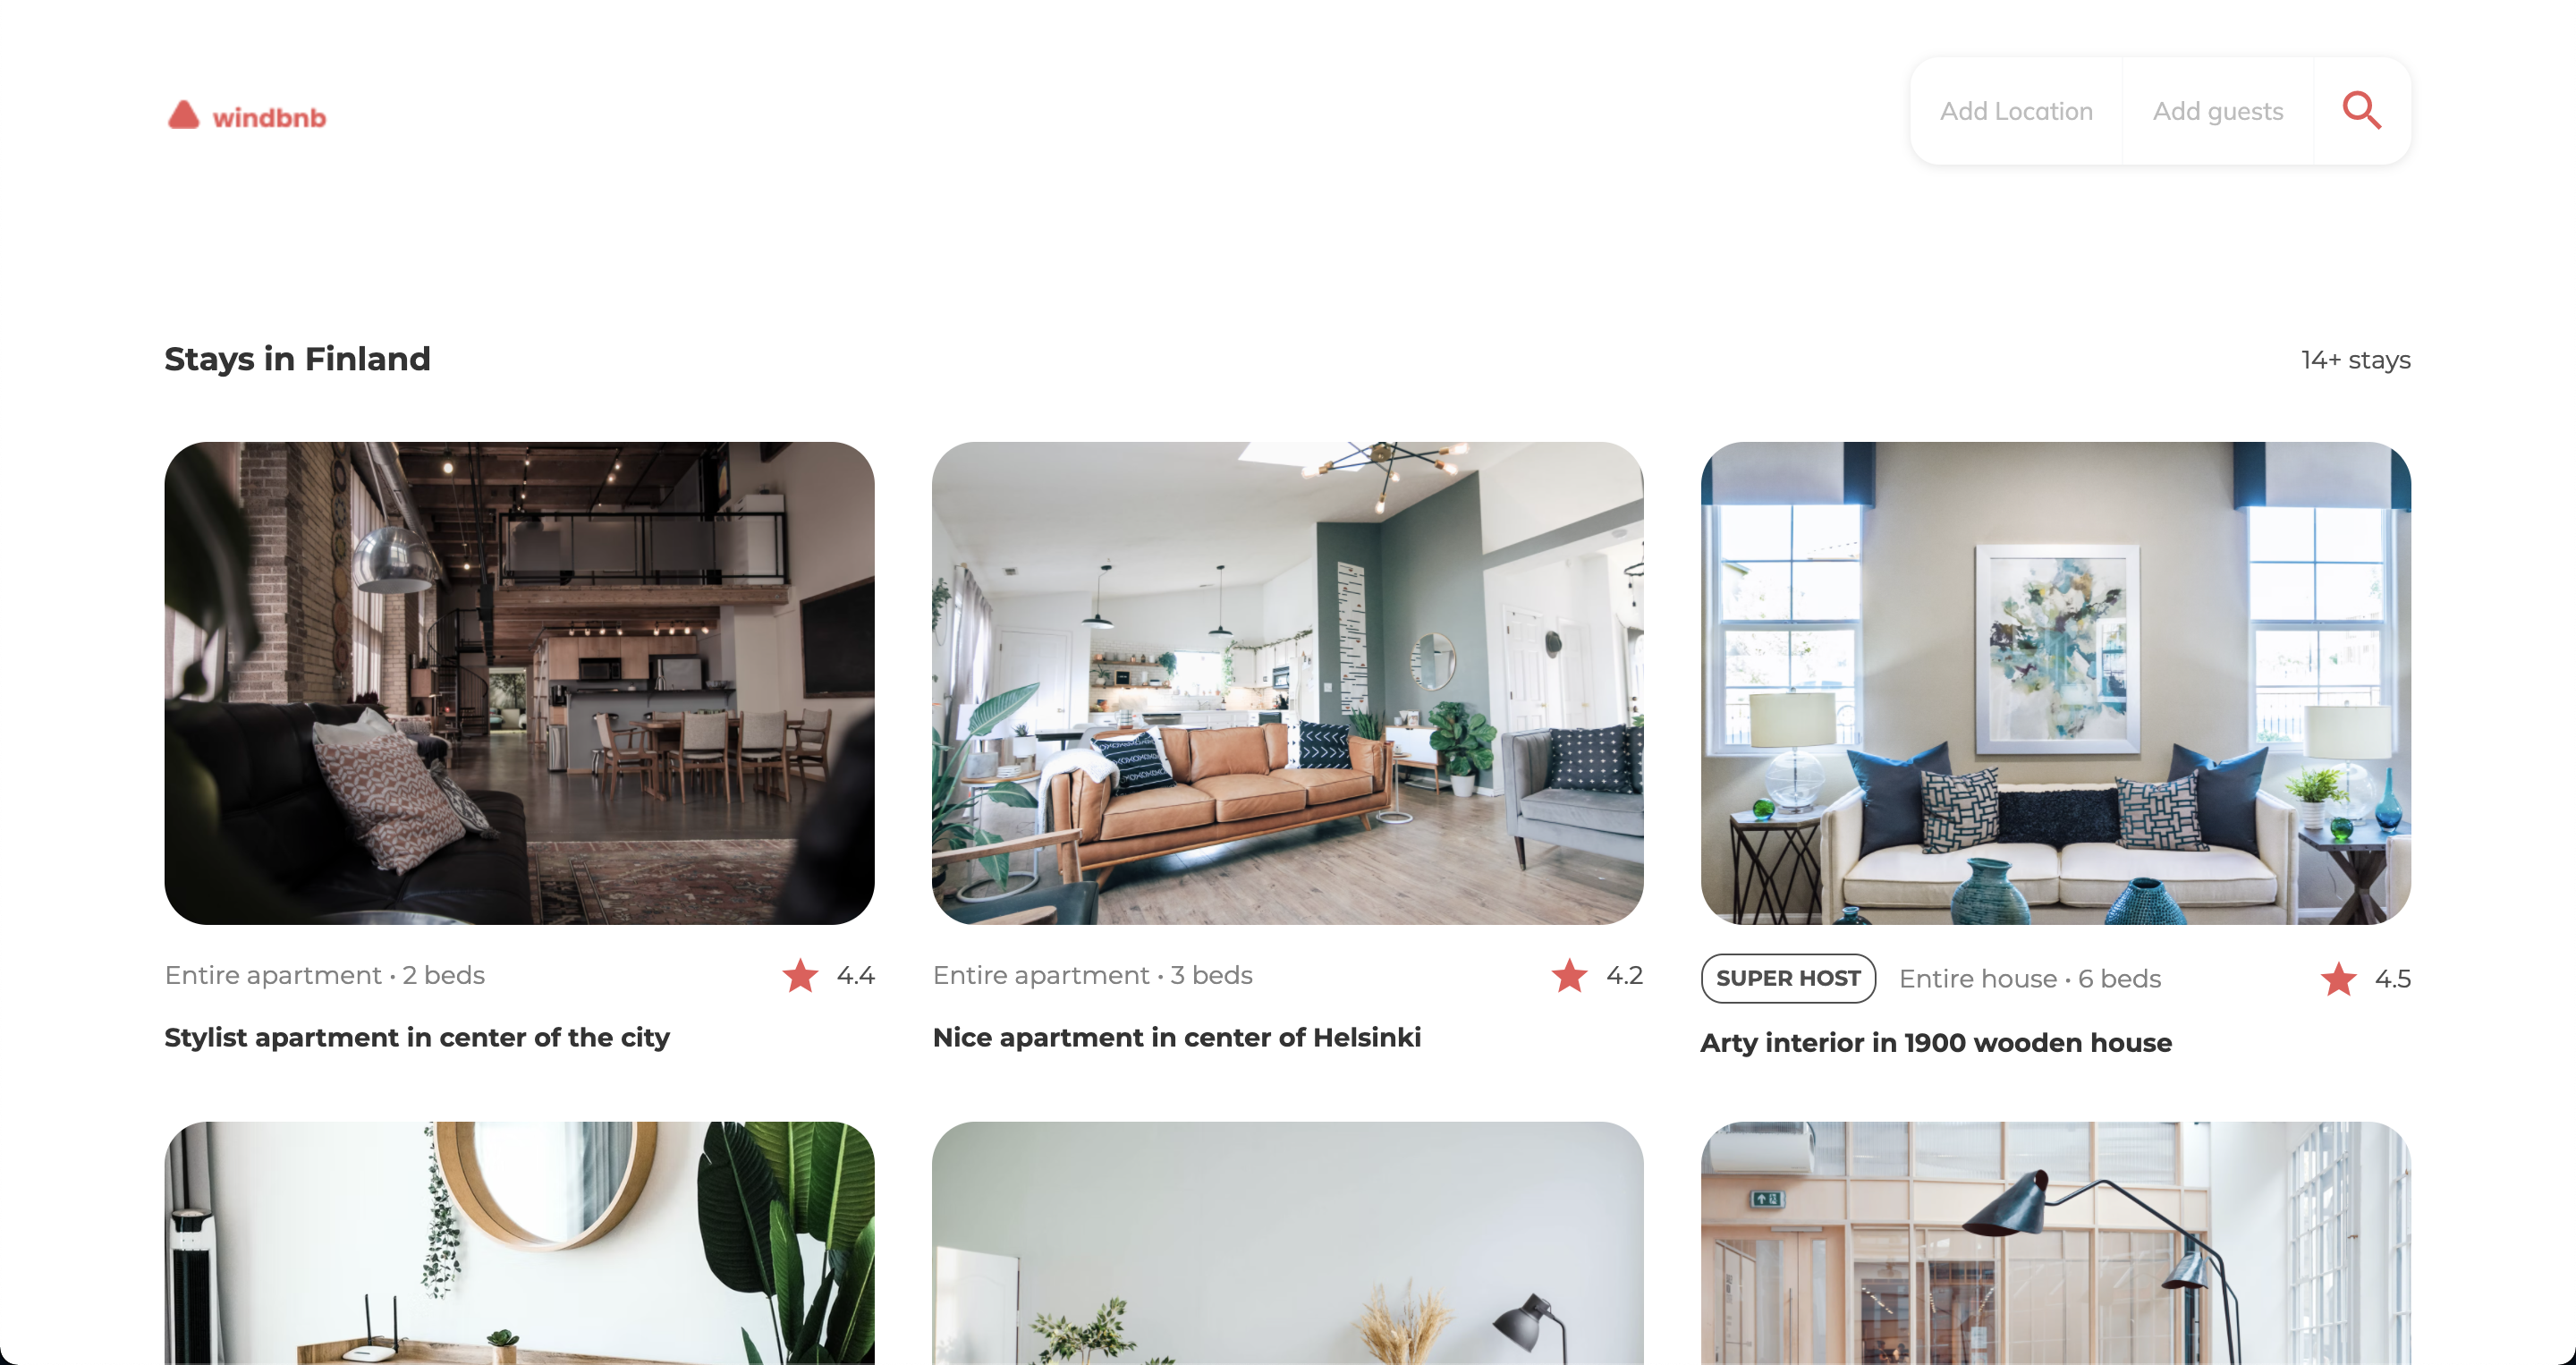 windbnb
Add Location
Add guests
Stays in Finland
14+ stays
Entire apartment • 2 beds
4.4
Stylist apartment in center of the city
Entire apartment • 3 beds
4.2
Nice apartment in center of Helsinki
SUPER HOST
Entire house • 6 beds
4.5
Arty interior in 1900 wooden house